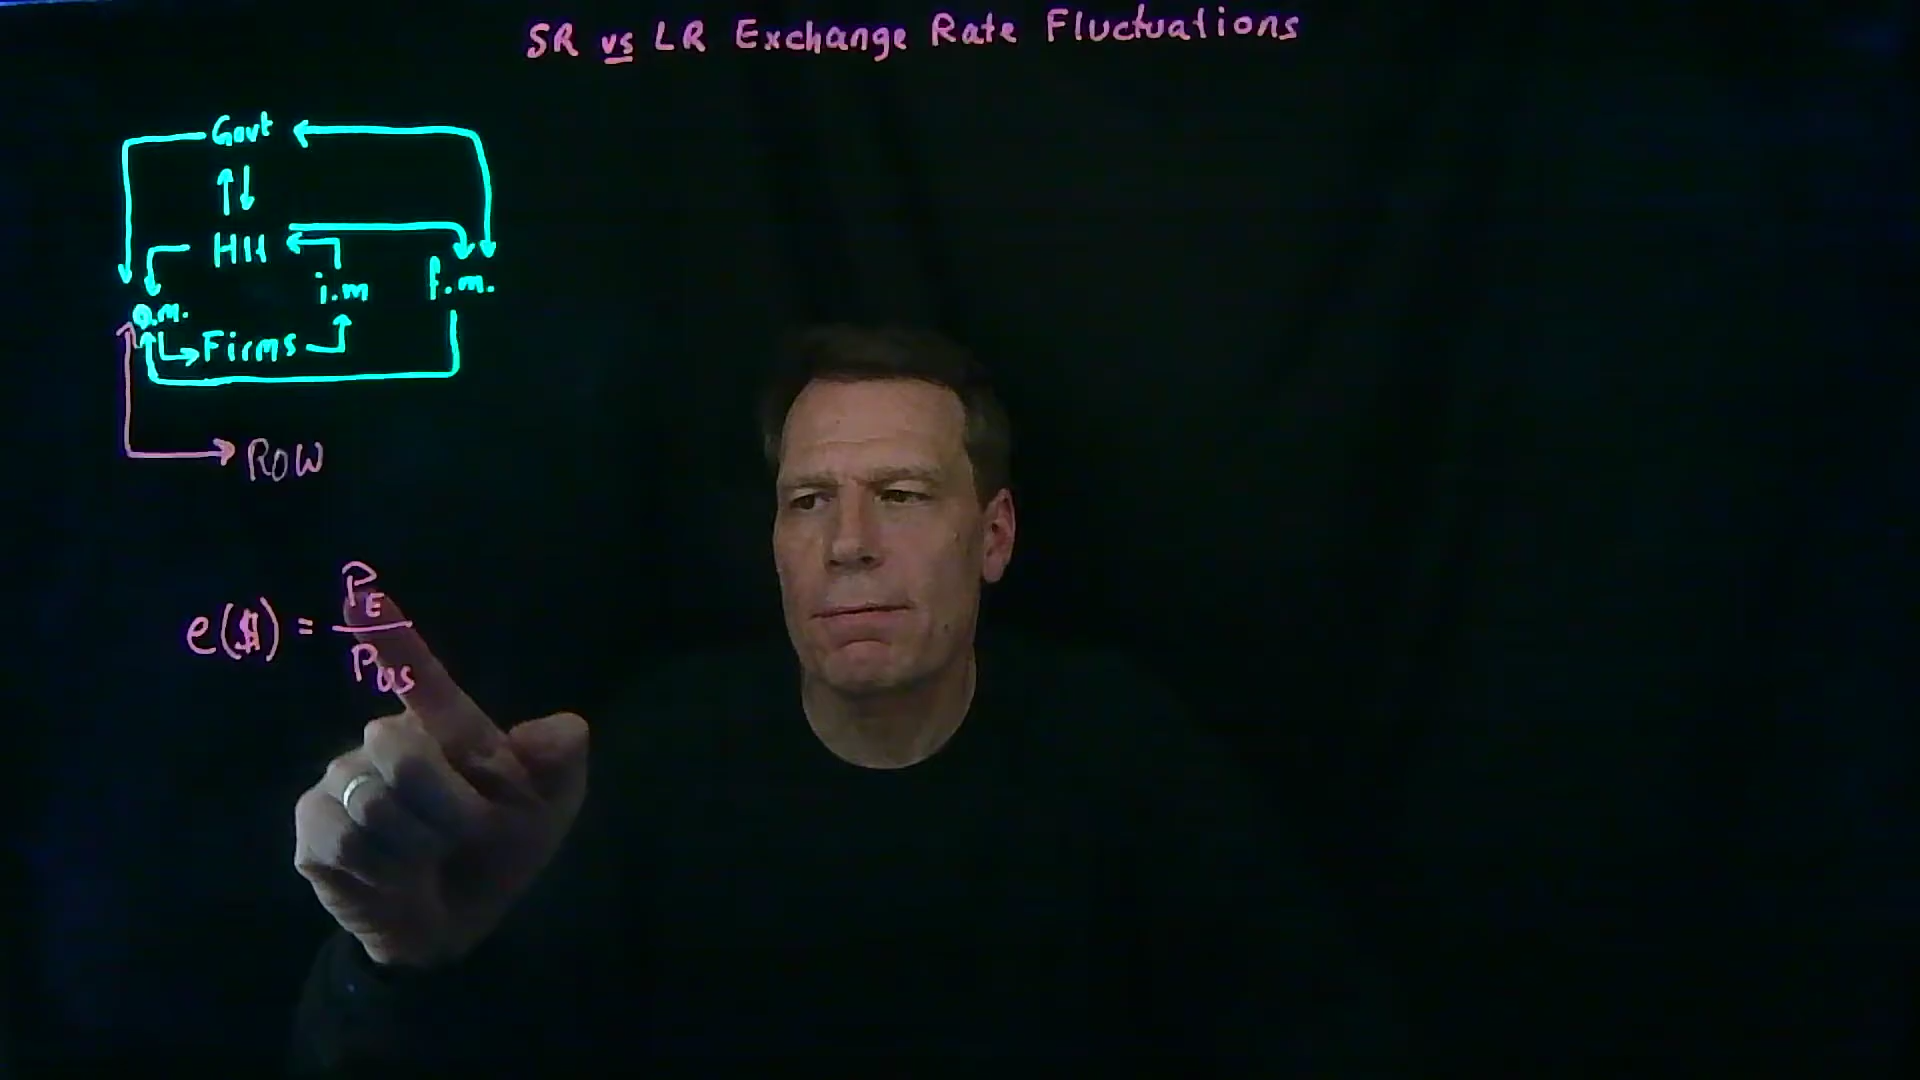 SR vs LR Exchange Rate Fluctuations
Govt
HH
i.m
f.m.
o.m.
Firms
ROW
e($) = P_E / P_US